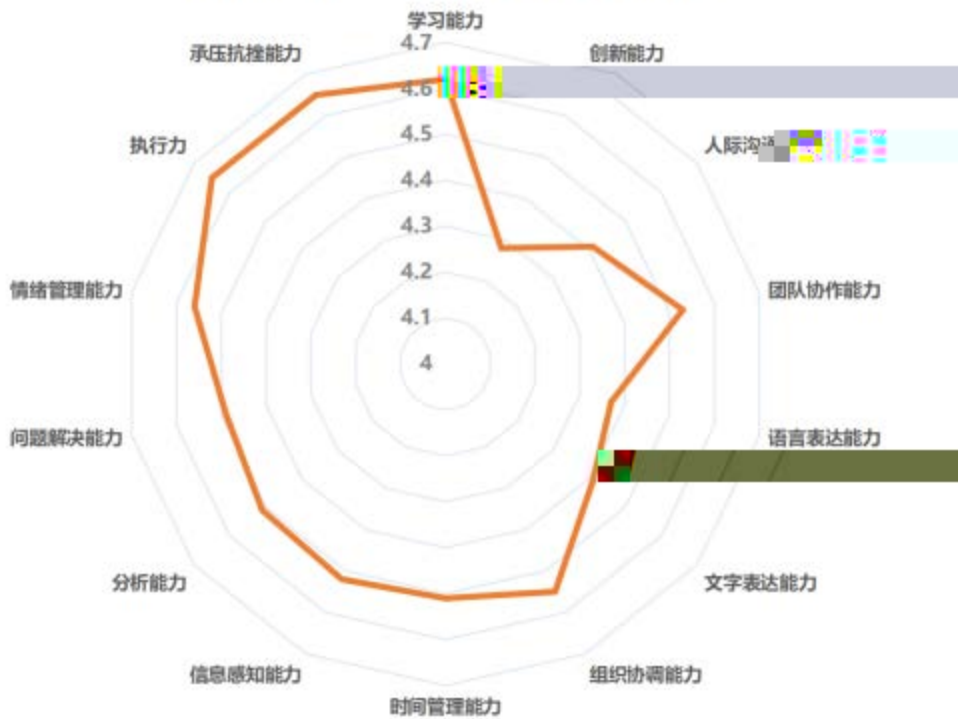 学习能力
4.7
承压抗挫能力
创新能力
4.6
4.5
执行力
人际沟
4.4
4.3
4.2
情绪管理能力
团队协作能力
4.1
4
问题解决能力
语言表达能力
分析能力
文字表达能力
信息感知能力
组织协调能力
时间管理能力